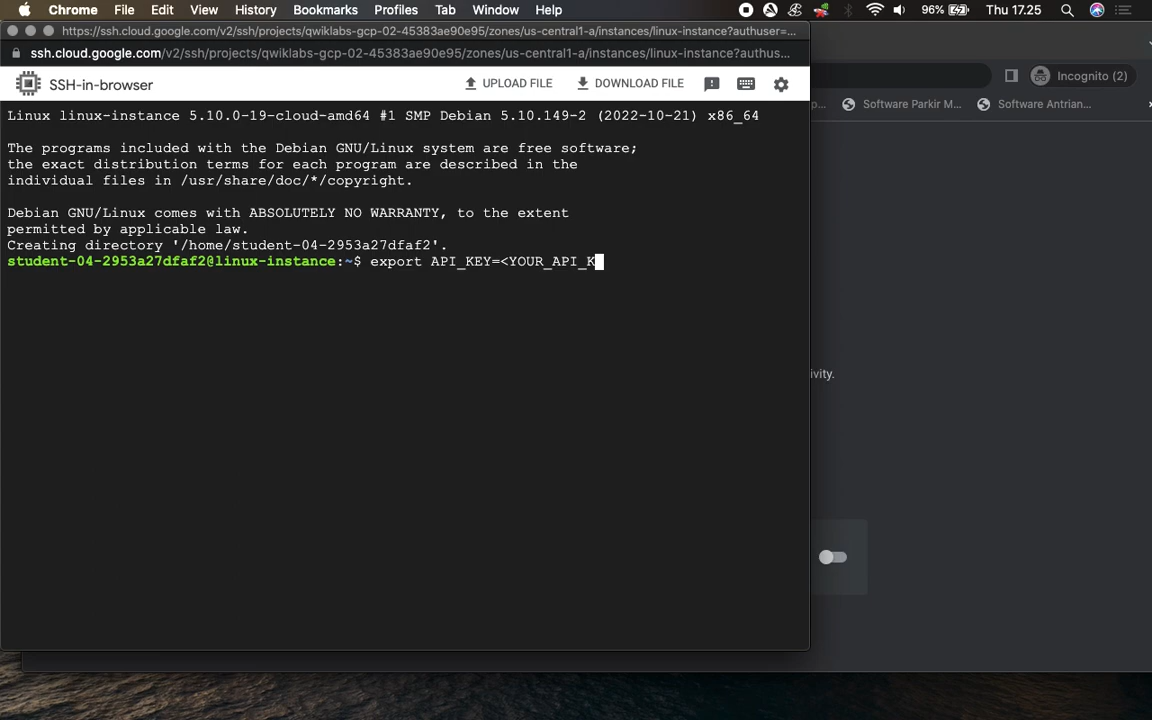 Chrome File Edit View History Bookmarks Profiles Tab Window Help 96% Thu 17.25
https://ssh.cloud.google.com/v2/ssh/projects/qwiklabs-gcp-02-45383ae90e95/zones/us-central1-a/instances/linux-instance?authuser=...
ssh.cloud.google.com/v2/ssh/projects/qwiklabs-gcp-02-45383ae90e95/zones/us-central1-a/instances/linux-instance?authus...
Incognito (2)
SSH-in-browser UPLOAD FILE DOWNLOAD FILE
p... Software Parkir M... Software Antrian...
Linux linux-instance 5.10.0-19-cloud-amd64 #1 SMP Debian 5.10.149-2 (2022-10-21) x86_64
The programs included with the Debian GNU/Linux system are free software;
the exact distribution terms for each program are described in the
individual files in /usr/share/doc/*/copyright.
Debian GNU/Linux comes with ABSOLUTELY NO WARRANTY, to the extent
permitted by applicable law.
Creating directory '/home/student-04-2953a27dfaf2'.
student-04-2953a27dfaf2@linux-instance:~$ export API_KEY=<YOUR_API_K
ivity.